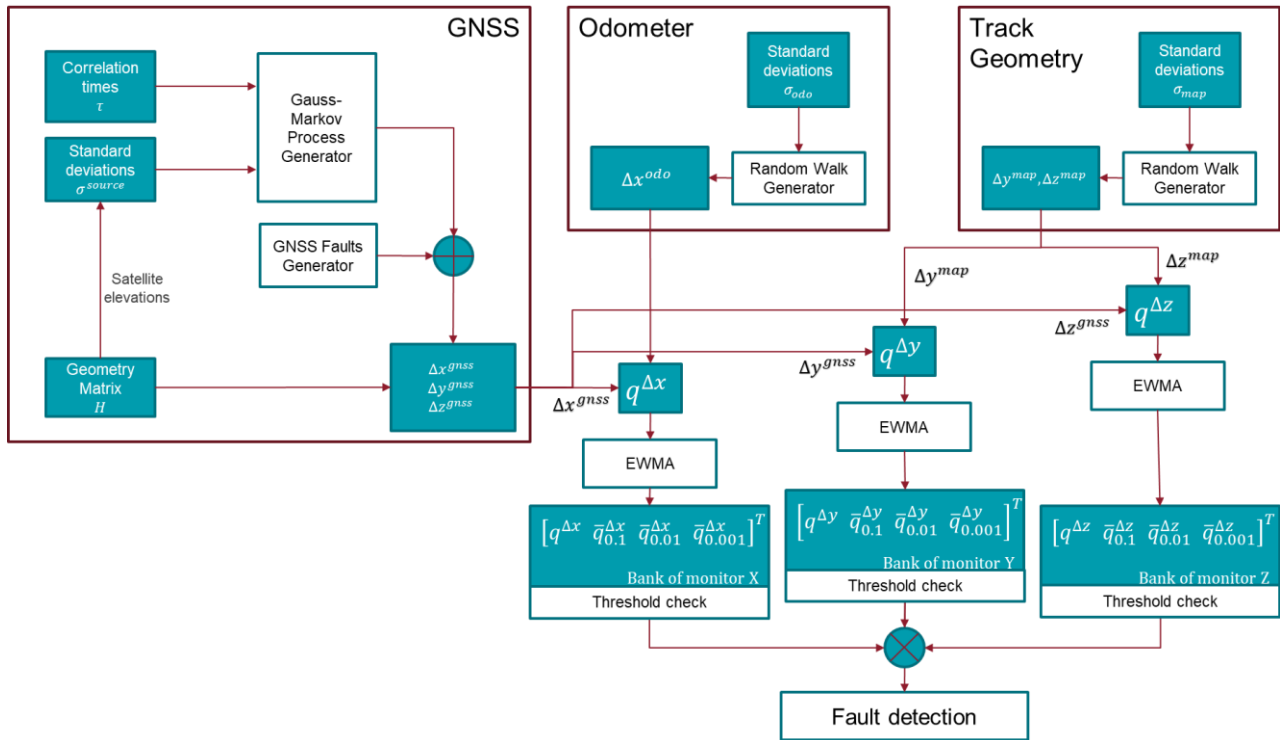 GNSS
Correlation
times
τ
Standard
deviations
σ^source
Gauss-
Markov
Process
Generator
GNSS Faults
Generator
Satellite
elevations
Geometry
Matrix
H
Δx^gnss
Δy^gnss
Δz^gnss
Odometer
Standard
deviations
σ_odo
Random Walk
Generator
Δx^odo
Track
Geometry
Standard
deviations
σ_map
Random Walk
Generator
Δy^map, Δz^map
Δy^map
Δz^map
Δx^gnss
Δy^gnss
Δz^gnss
q^Δx
q^Δy
q^Δz
EWMA
EWMA
EWMA
[q^Δx q̅^Δx_0.1 q̅^Δx_0.01 q̅^Δx_0.001]^T
Bank of monitor X
Threshold check
[q^Δy q̅^Δy_0.1 q̅^Δy_0.01 q̅^Δy_0.001]^T
Bank of monitor Y
Threshold check
[q^Δz q̅^Δz_0.1 q̅^Δz_0.01 q̅^Δz_0.001]^T
Bank of monitor Z
Threshold check
Fault detection